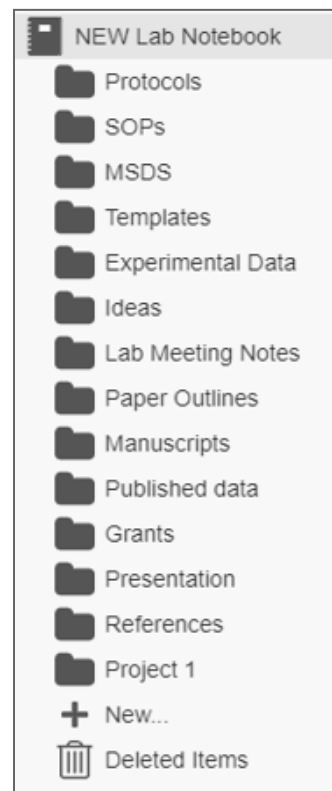 NEW Lab Notebook
Protocols
SOPs
MSDS
Templates
Experimental Data
Ideas
Lab Meeting Notes
Paper Outlines
Manuscripts
Published data
Grants
Presentation
References
Project 1
New...
Deleted Items